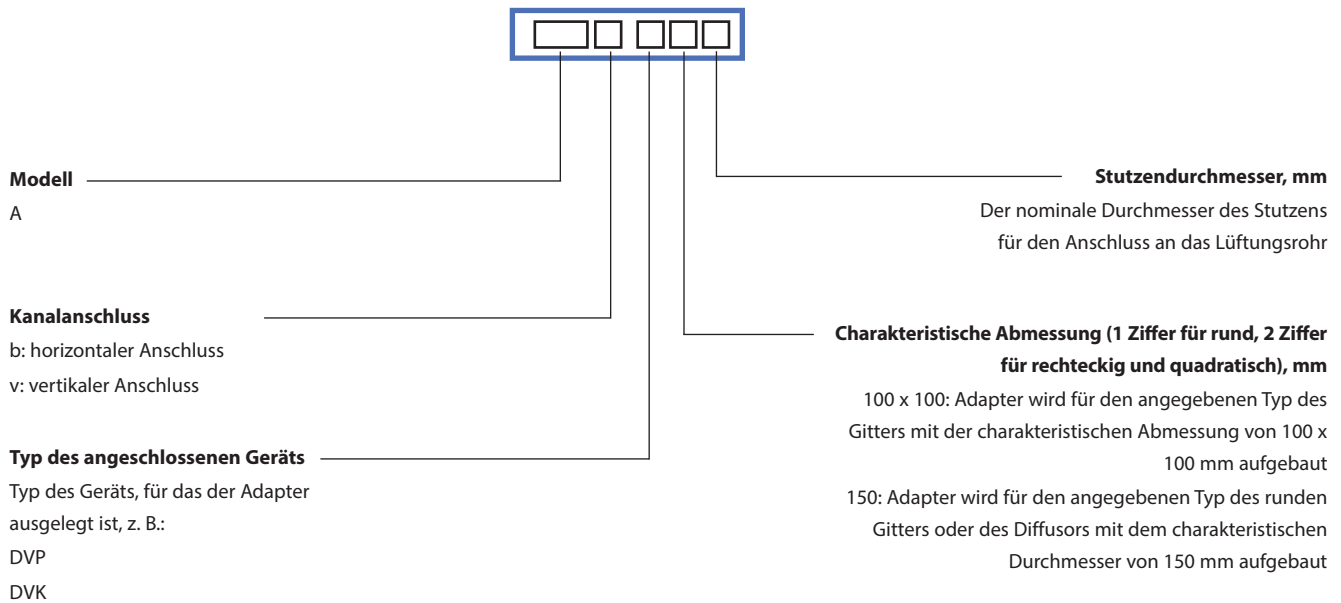 Modell
A
Kanalanschluss
b: horizontaler Anschluss
v: vertikaler Anschluss
Typ des angeschlossenen Geräts
Typ des Geräts, für das der Adapter
ausgelegt ist, z. B.:
DVP
DVK
Stutzendurchmesser, mm
Der nominale Durchmesser des Stutzens
für den Anschluss an das Lüftungsrohr
Charakteristische Abmessung (1 Ziffer für rund, 2 Ziffer
für rechteckig und quadratisch), mm
100 x 100: Adapter wird für den angegebenen Typ des
Gitters mit der charakteristischen Abmessung von 100 x
100 mm aufgebaut
150: Adapter wird für den angegebenen Typ des runden
Gitters oder des Diffusors mit dem charakteristischen
Durchmesser von 150 mm aufgebaut